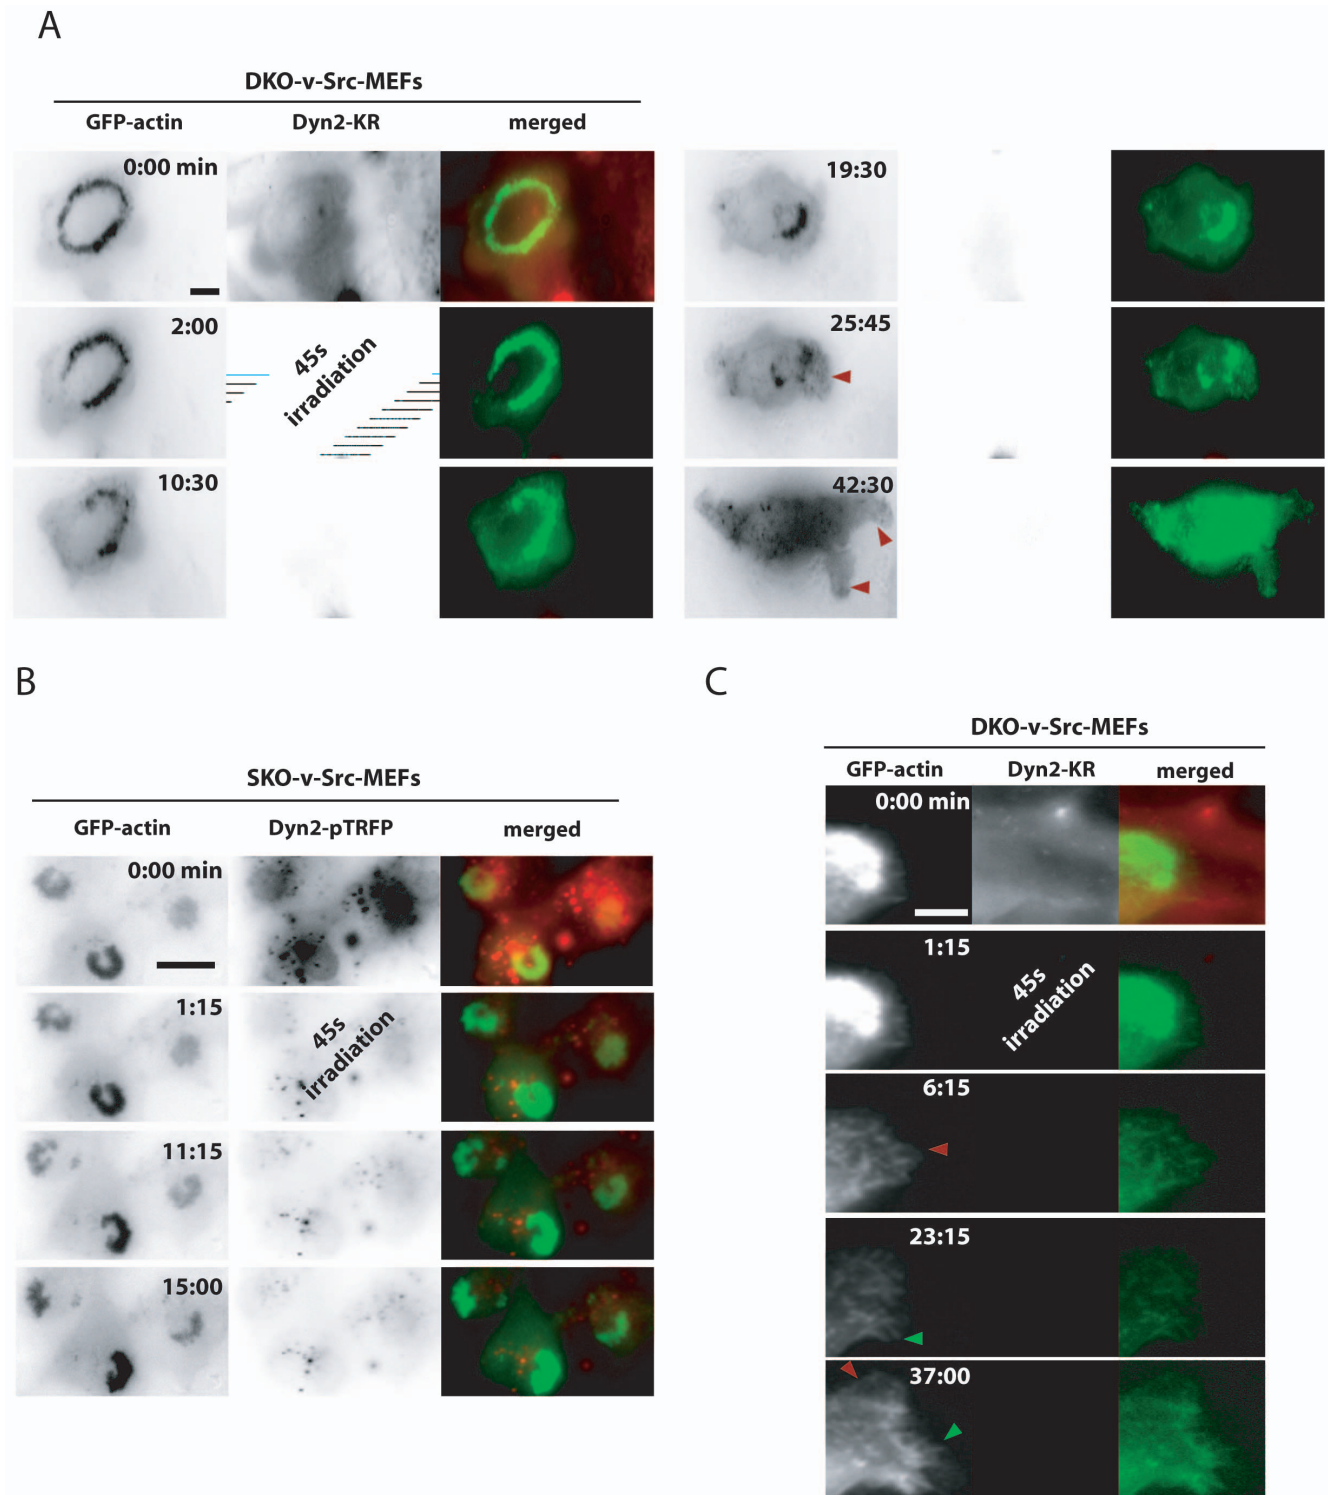 A
DKO-v-Src-MEFs
GFP-actin Dyn2-KR merged
0:00 min
19:30
2:00
45s
irradiation
25:45
10:30
42:30
B
SKO-v-Src-MEFs
GFP-actin Dyn2-pTRFP merged
0:00 min
1:15
45s
irradiation
11:15
15:00
C
DKO-v-Src-MEFs
GFP-actin Dyn2-KR merged
0:00 min
1:15
45s
irradiation
6:15
23:15
37:00